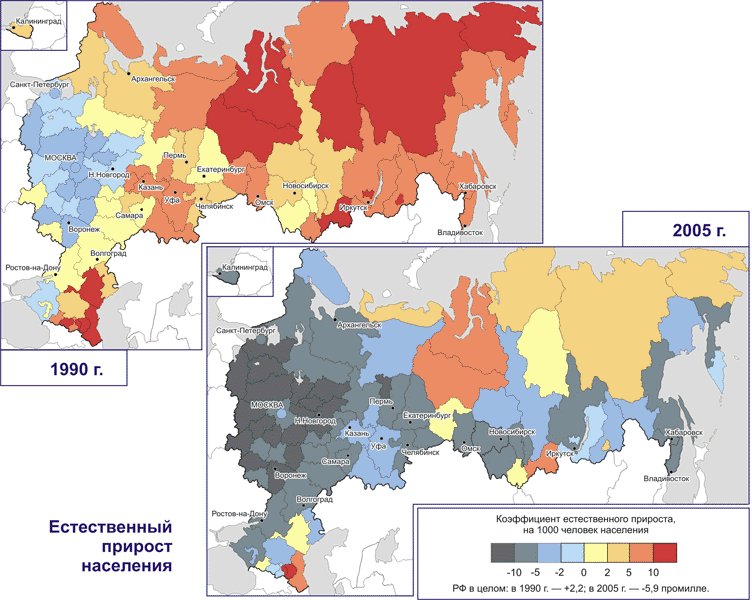 Калининград
Архангельск
Санкт-Петербург
МОСКВА
Н.Новгород
Пермь
Екатеринбург
Казань
Уфа
Омск
Новосибирск
Самара
Челябинск
Иркутск
Хабаровск
Воронеж
Владивосток
Волгоград
Ростов-на-Дону
1990 г.
2005 г.
Калининград
Санкт-Петербург
Архангельск
МОСКВА
Н.Новгород
Пермь
Екатеринбург
Казань
Уфа
Омск
Новосибирск
Самара
Челябинск
Иркутск
Хабаровск
Воронеж
Владивосток
Волгоград
Ростов-на-Дону
Естественный
прирост
населения
Коэффициент естественного прироста,
на 1000 человек населения
-10 -5 -2 0 2 5 10
РФ в целом: в 1990 г. — +2,2; в 2005 г. — -5,9 промилле.